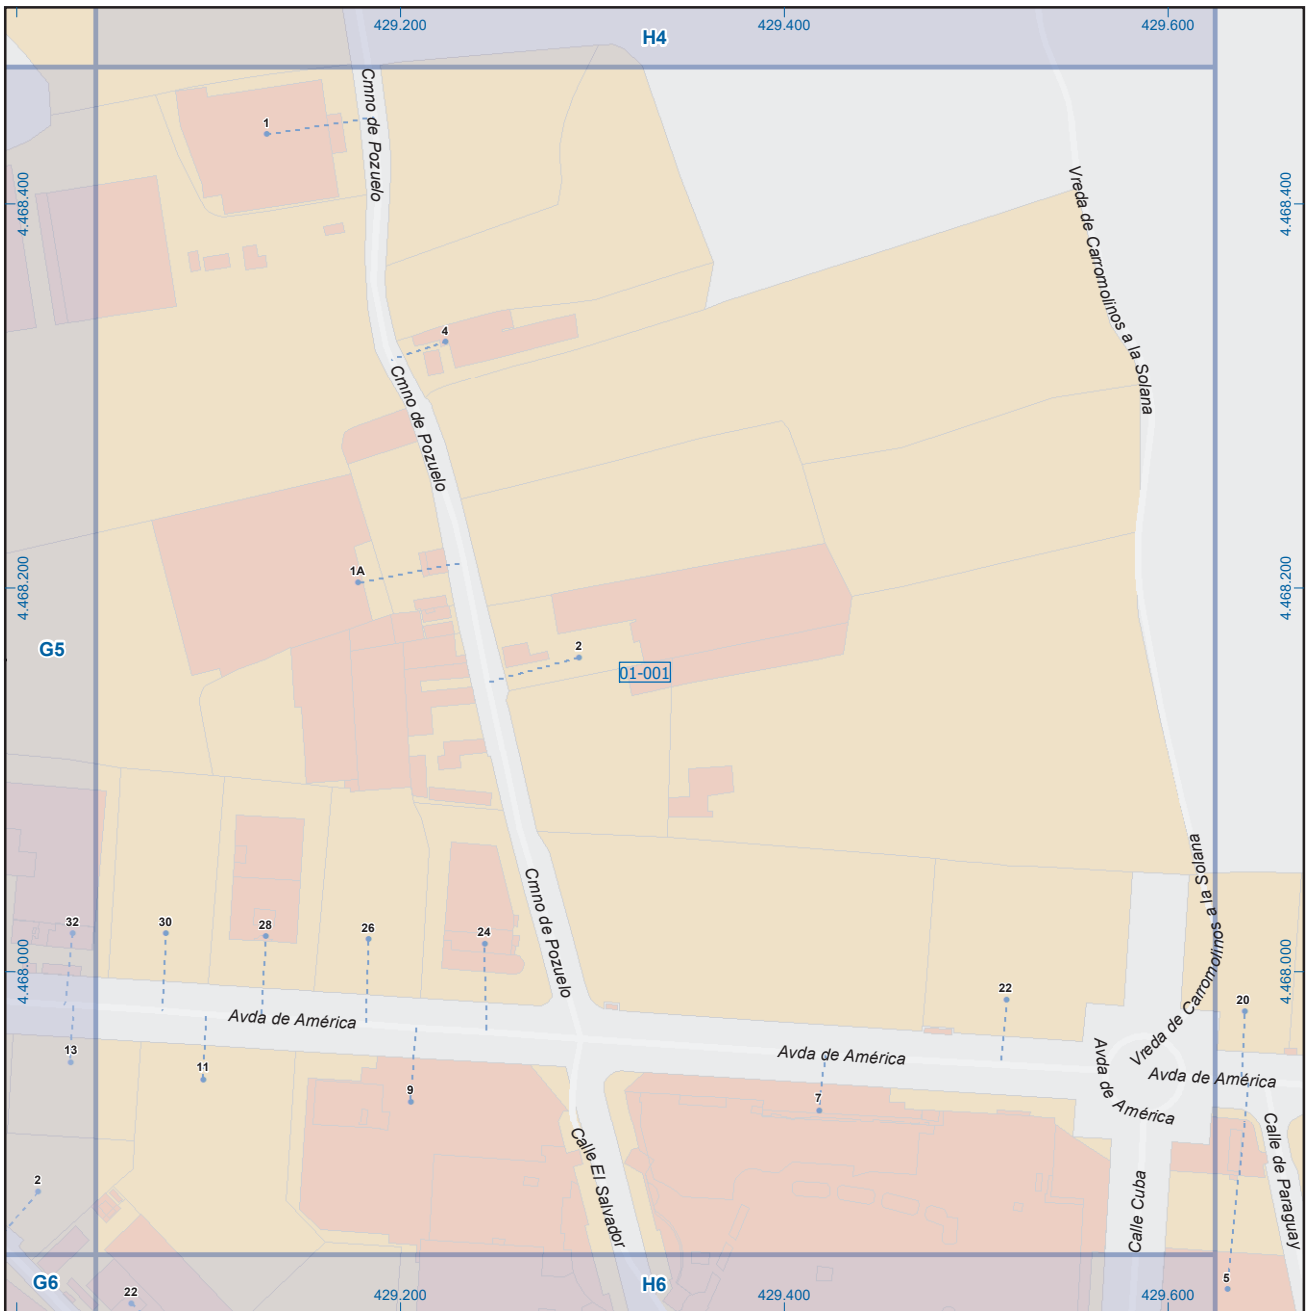 429.200
429.400
429.600
H4
Cmno de Pozuelo
1
4.468.400
4.468.400
Vreda de Carromolinos a la Solana
4
Cmno de Pozuelo
1A
4.468.200
4.468.200
G5
2
01-001
Vreda de Carromolinos a la Solana
Cmno de Pozuelo
32
30
28
26
24
4.468.000
4.468.000
22
20
Avda de América
Avda de América
Avda de América
Avda de América
13
11
9
7
Calle El Salvador
Calle Cuba
Calle de Paraguay
2
G6
22
H6
5
429.200
429.400
429.600